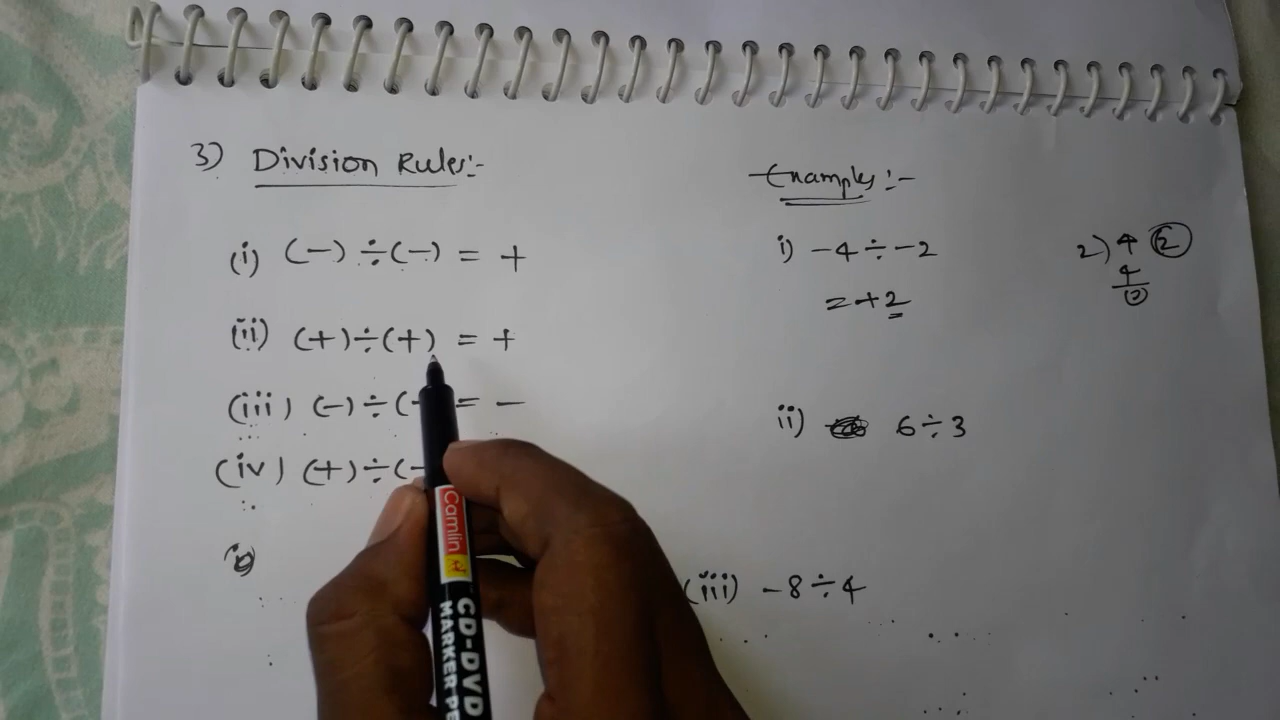 3) Division Rules:-
(i) (-) ÷ (-) = +
(ii) (+) ÷ (+) = +
(iii) (-) ÷ ( = -
(iv) (+) ÷ (-
Examples:-
i) -4 ÷ -2
= +2
2) 4 (2
4
(0)
ii) 6 ÷ 3
(iii) -8 ÷ 4
Camlin
CD-DVD
MARKER PE